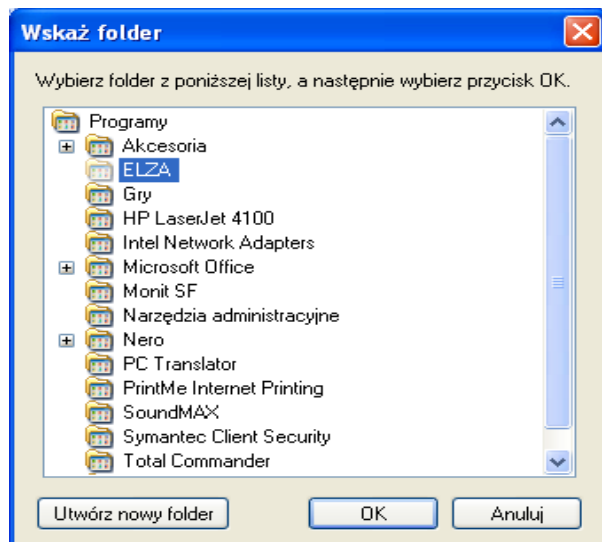 Wskaż folder
Wybierz folder z poniższej listy, a następnie wybierz przycisk OK.
Programy
Akcesoria
ELZA
Gry
HP LaserJet 4100
Intel Network Adapters
Microsoft Office
Monit SF
Narzędzia administracyjne
Nero
PC Translator
PrintMe Internet Printing
SoundMAX
Symantec Client Security
Total Commander
Utwórz nowy folder OK Anuluj